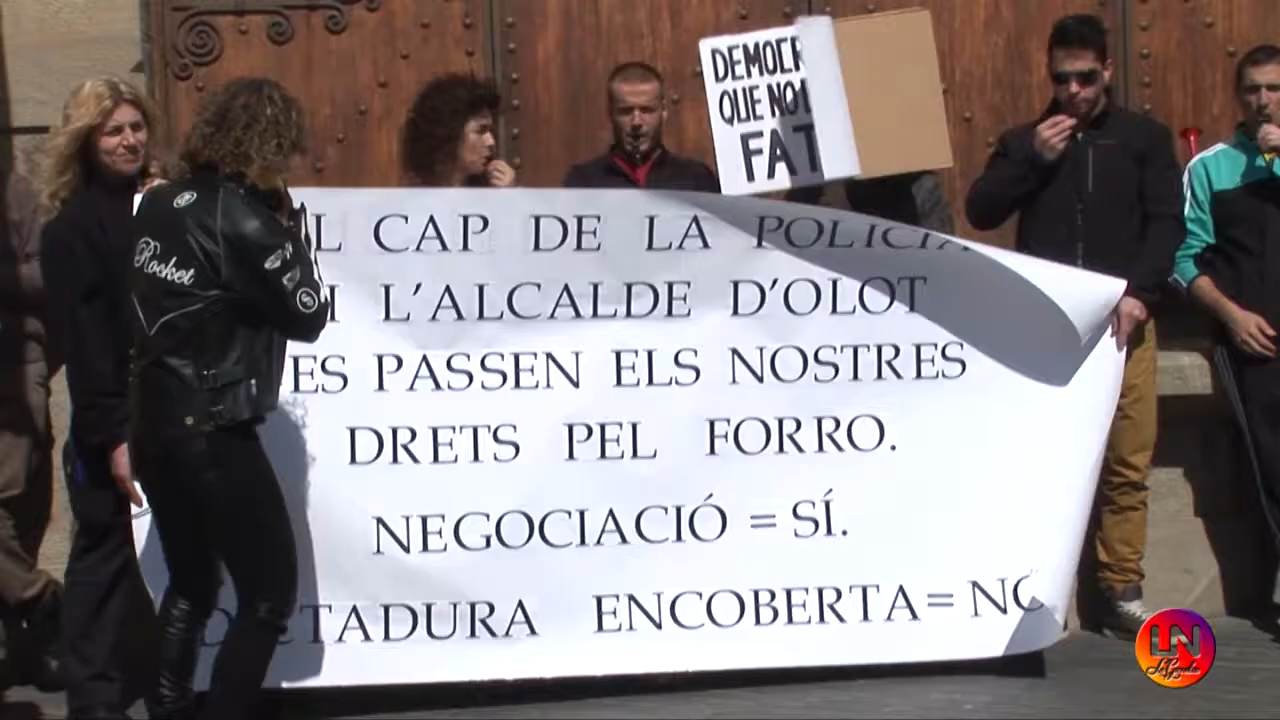 DEMOCR
QUE NO
FAT
L CAP DE LA POLICIA
I L'ALCALDE D'OLOT
ES PASSEN ELS NOSTRES
DRETS PEL FORRO.
NEGOCIACIÓ = SÍ.
TADURA ENCOBERTA = NO
Rocket
LN